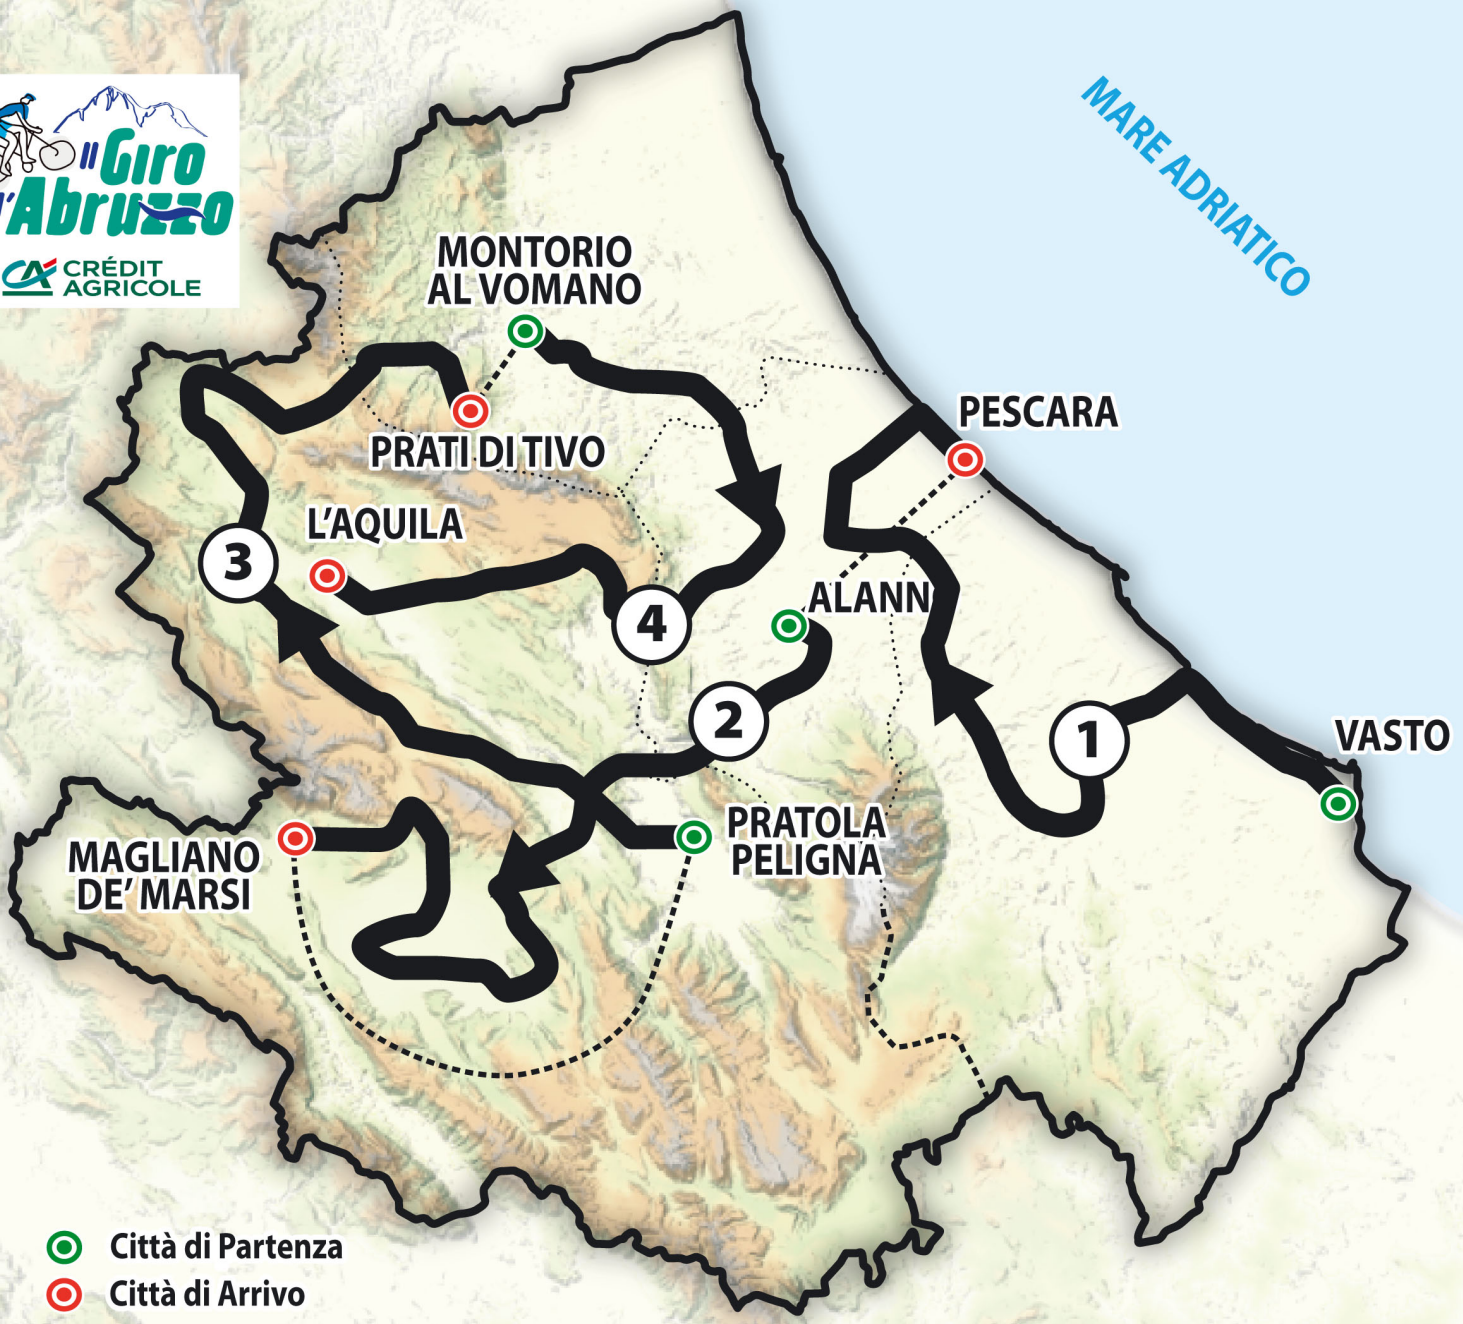 MARE ADRIATICO
Il Giro
d'Abruzzo
CRÉDIT
AGRICOLE
MONTORIO
AL VOMANO
PESCARA
PRATI DI TIVO
L'AQUILA
3
ALANN
4
2
1
VASTO
PRATOLA
PELIGNA
MAGLIANO
DE' MARSI
Città di Partenza
Città di Arrivo